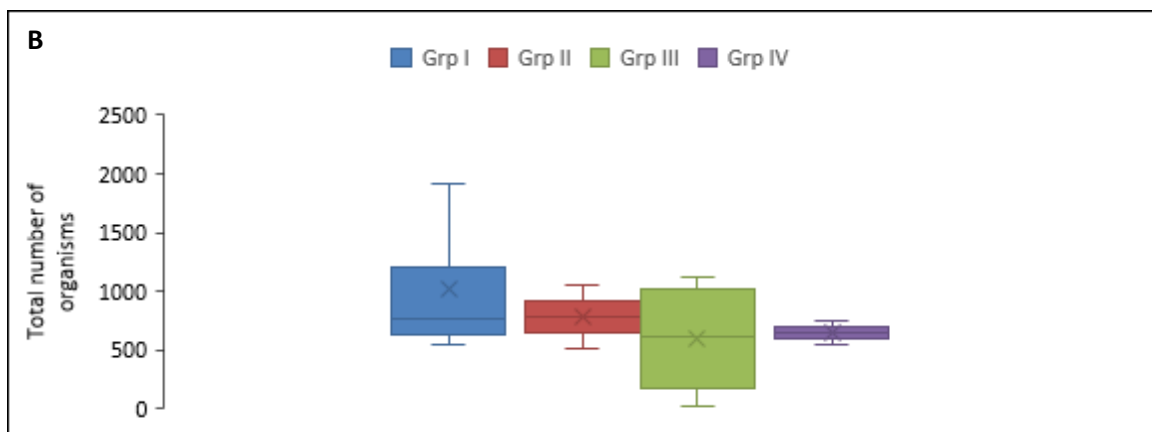 B
Grp I Grp II Grp III Grp IV
2500
2000
1500
1000
500
0
Total number of
organisms